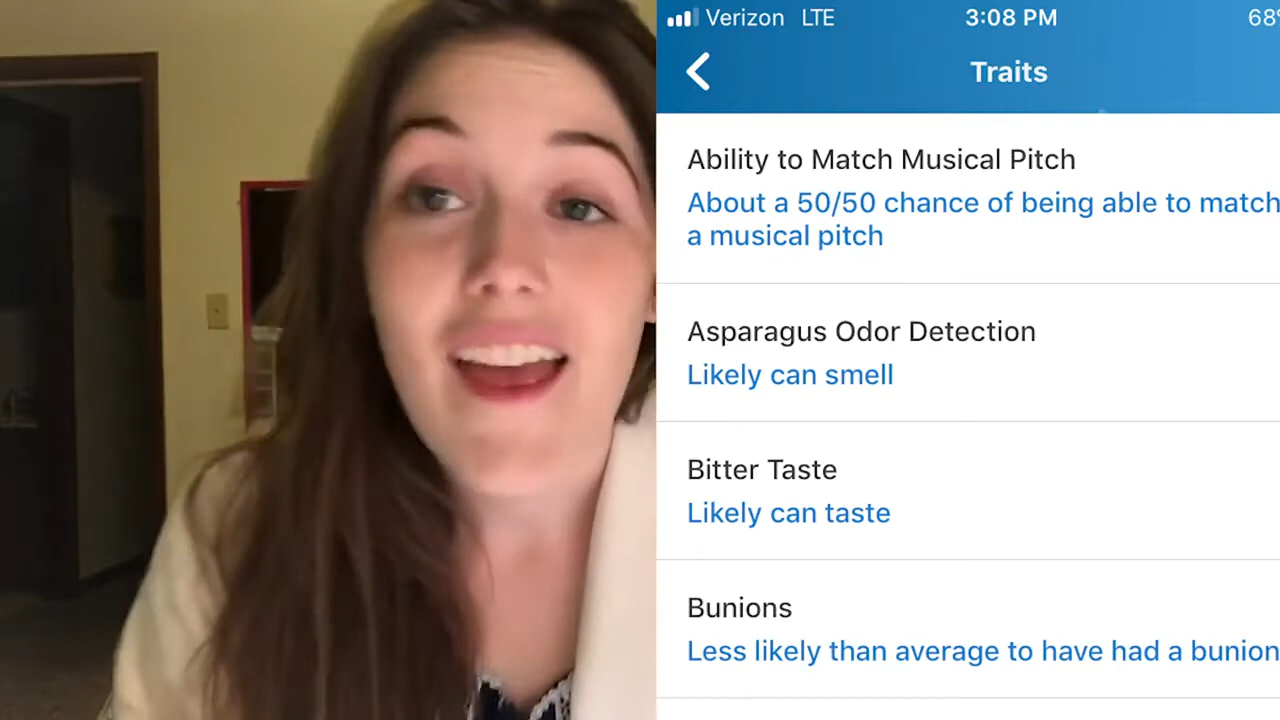 Verizon LTE 3:08 PM 68%
Traits
Ability to Match Musical Pitch
About a 50/50 chance of being able to match
a musical pitch
Asparagus Odor Detection
Likely can smell
Bitter Taste
Likely can taste
Bunions
Less likely than average to have had a bunion